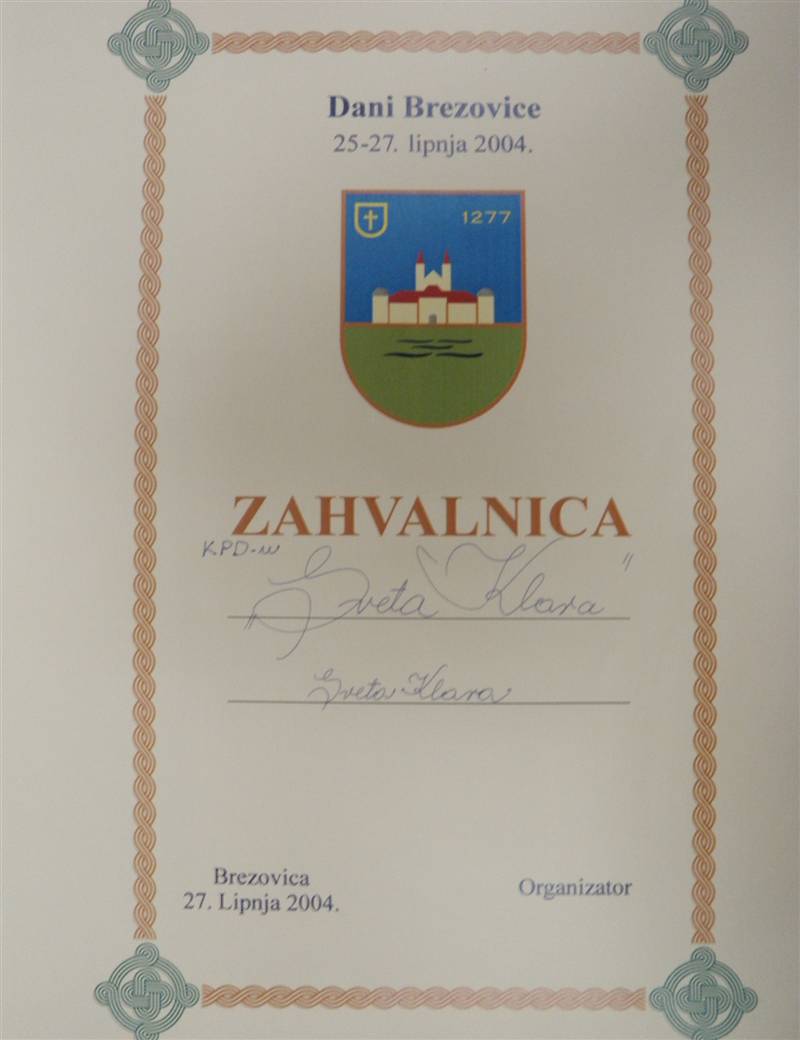 Dani Brezovice
25-27. lipnja 2004.
1277
ZAHVALNICA
KPD-u
„Sveta Klara"
Sveta Klara
Brezovica
27. Lipnja 2004.
Organizator